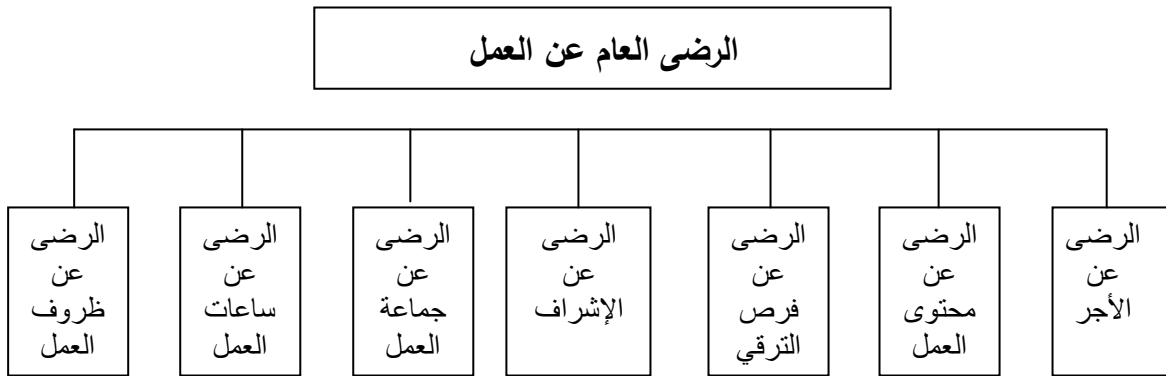 الرضى العام عن العمل
الرضى
عن
الأجر
الرضى
عن
محتوى
العمل
الرضى
عن
فرص
الترقي
الرضى
عن
الإشراف
الرضى
عن
جماعة
العمل
الرضى
عن
ساعات
العمل
الرضى
عن
ظروف
العمل